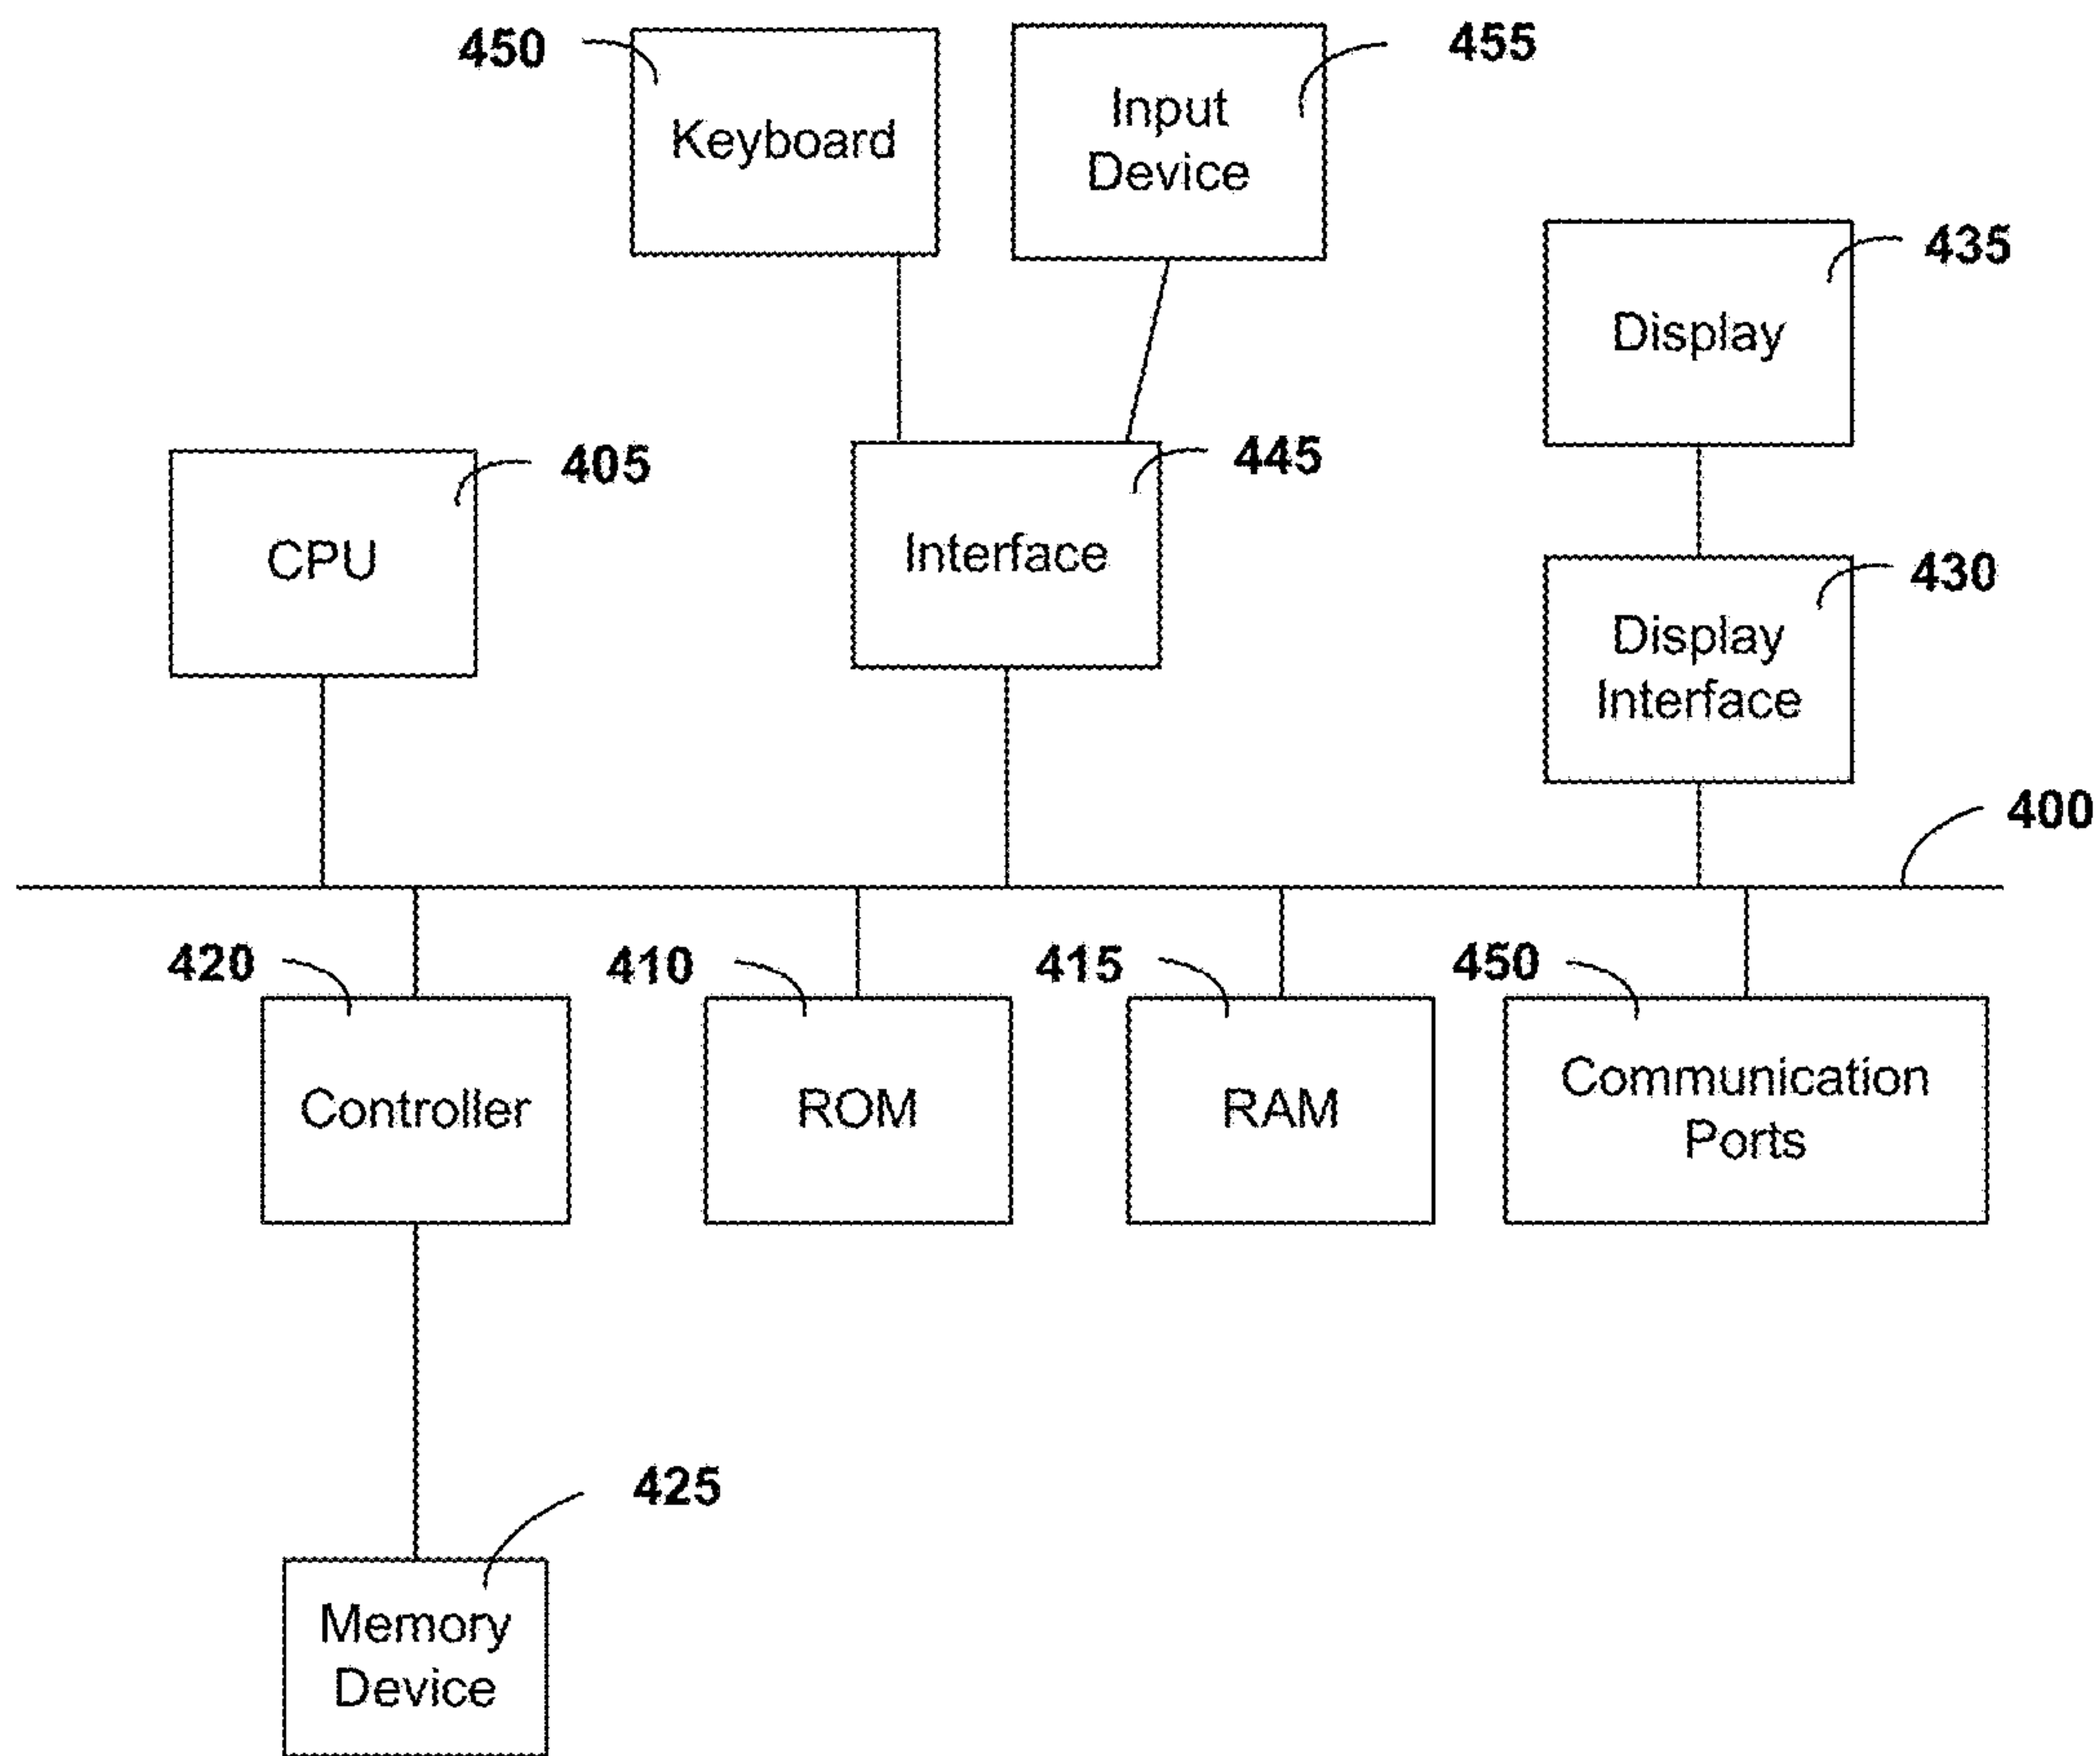 450
Keyboard
455
Input
Device
435
Display
405
CPU
445
Interface
430
Display
Interface
400
420
Controller
410
ROM
415
RAM
450
Communication
Ports
425
Memory
Device